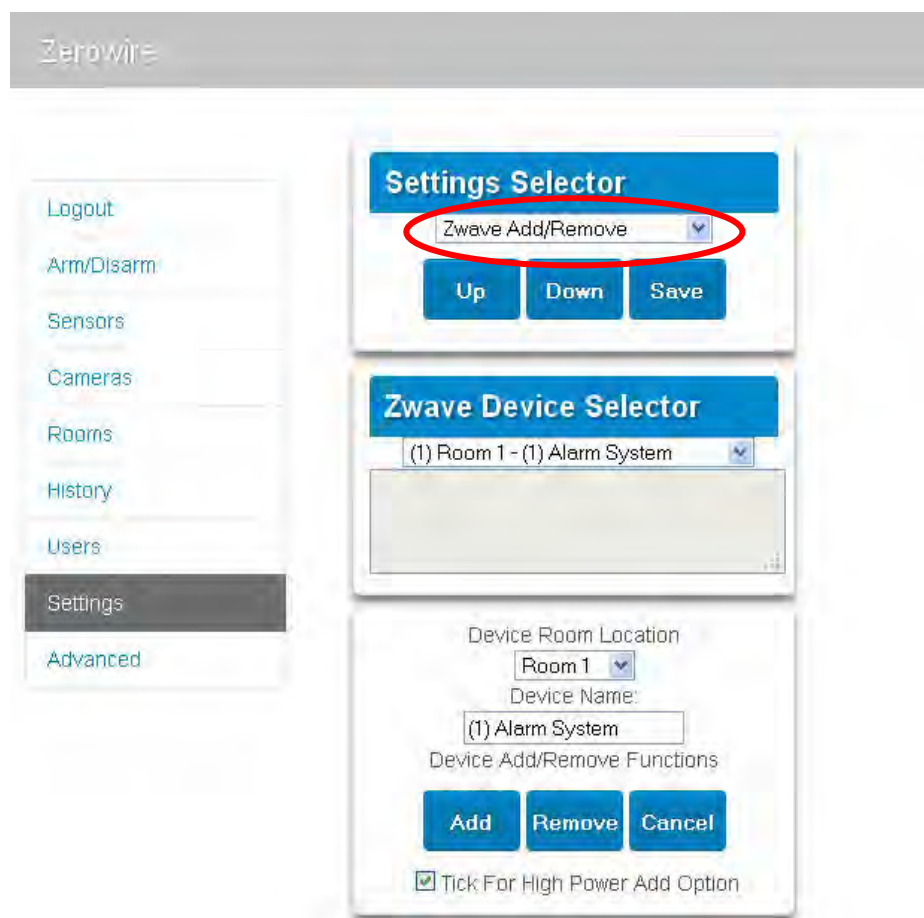 Zerowire
Logout
Arm/Disarm
Sensors
Cameras
Rooms
History
Users
Settings
Advanced
Settings Selector
Zwave Add/Remove
Up Down Save
Zwave Device Selector
(1) Room 1 - (1) Alarm System
Device Room Location
Room 1
Device Name:
(1) Alarm System
Device Add/Remove Functions
Add Remove Cancel
Tick For High Power Add Option